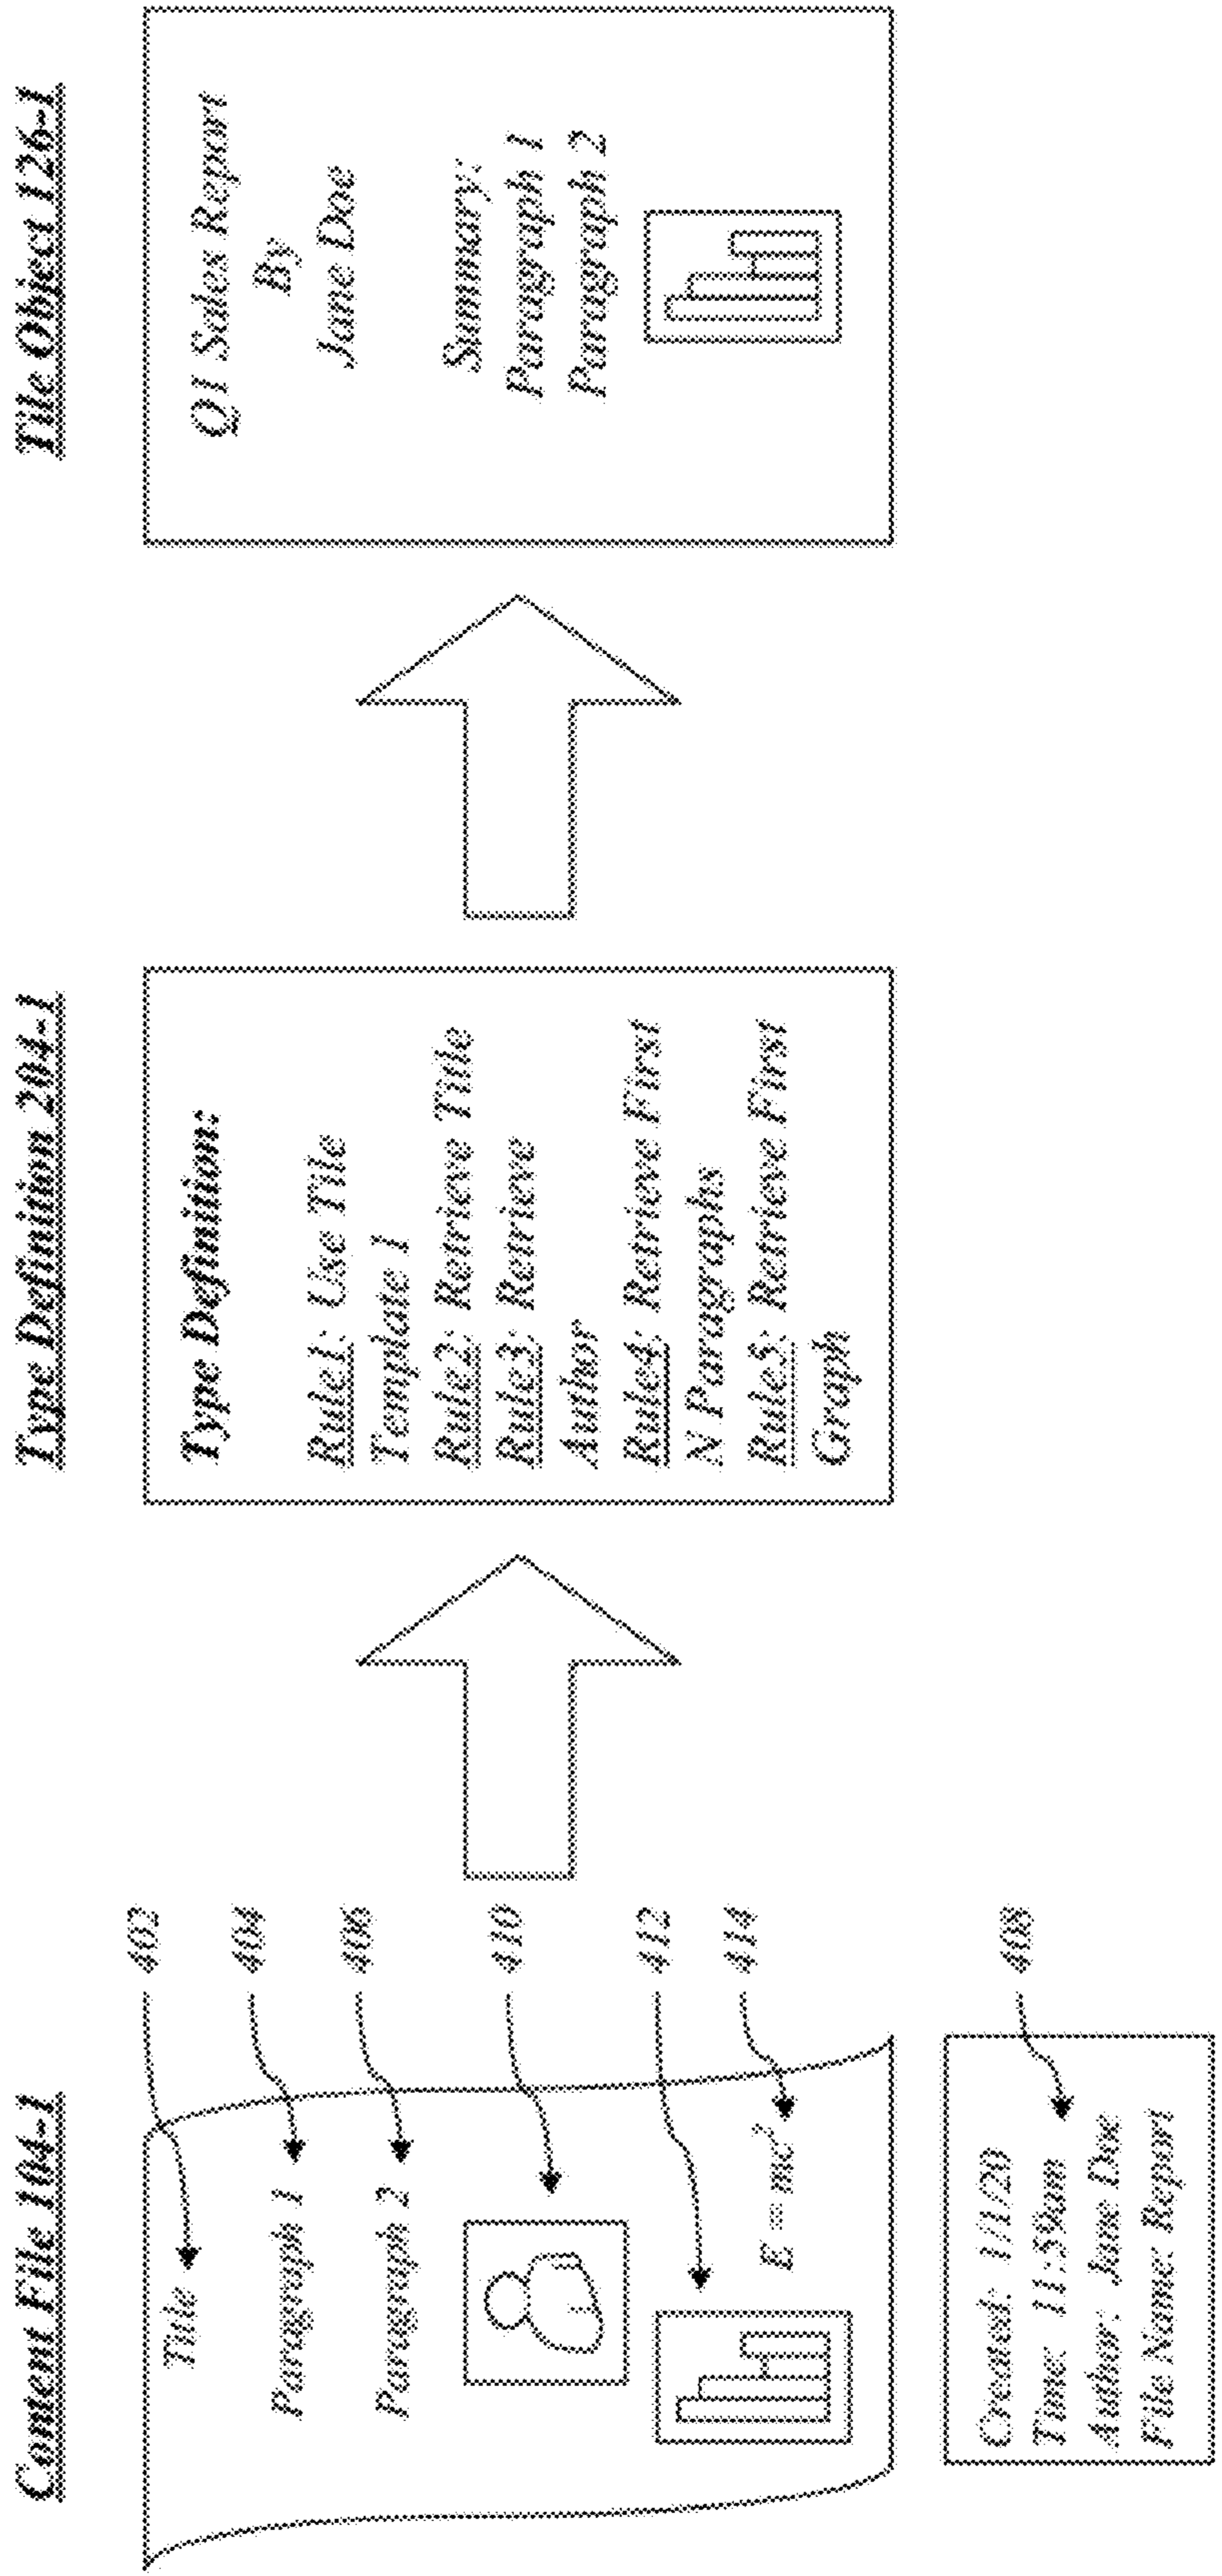 Content File 104-1
Title
Paragraph 1
Paragraph 2
E = mc²
402
404
406
410
412
414
408
Created: 1/1/20
Time: 11:59am
Author: Jane Doe
File Name: Report
Type Definition 204-1
Type Definition:
Rule1: Use Tile
Template 1
Rule2: Retrieve Title
Rule3: Retrieve
Author
Rule4: Retrieve First
N Paragraphs
Rule5: Retrieve First
Graph
Tile Object 126-1
Q1 Sales Report
By
Jane Doe
Summary:
Paragraph 1
Paragraph 2